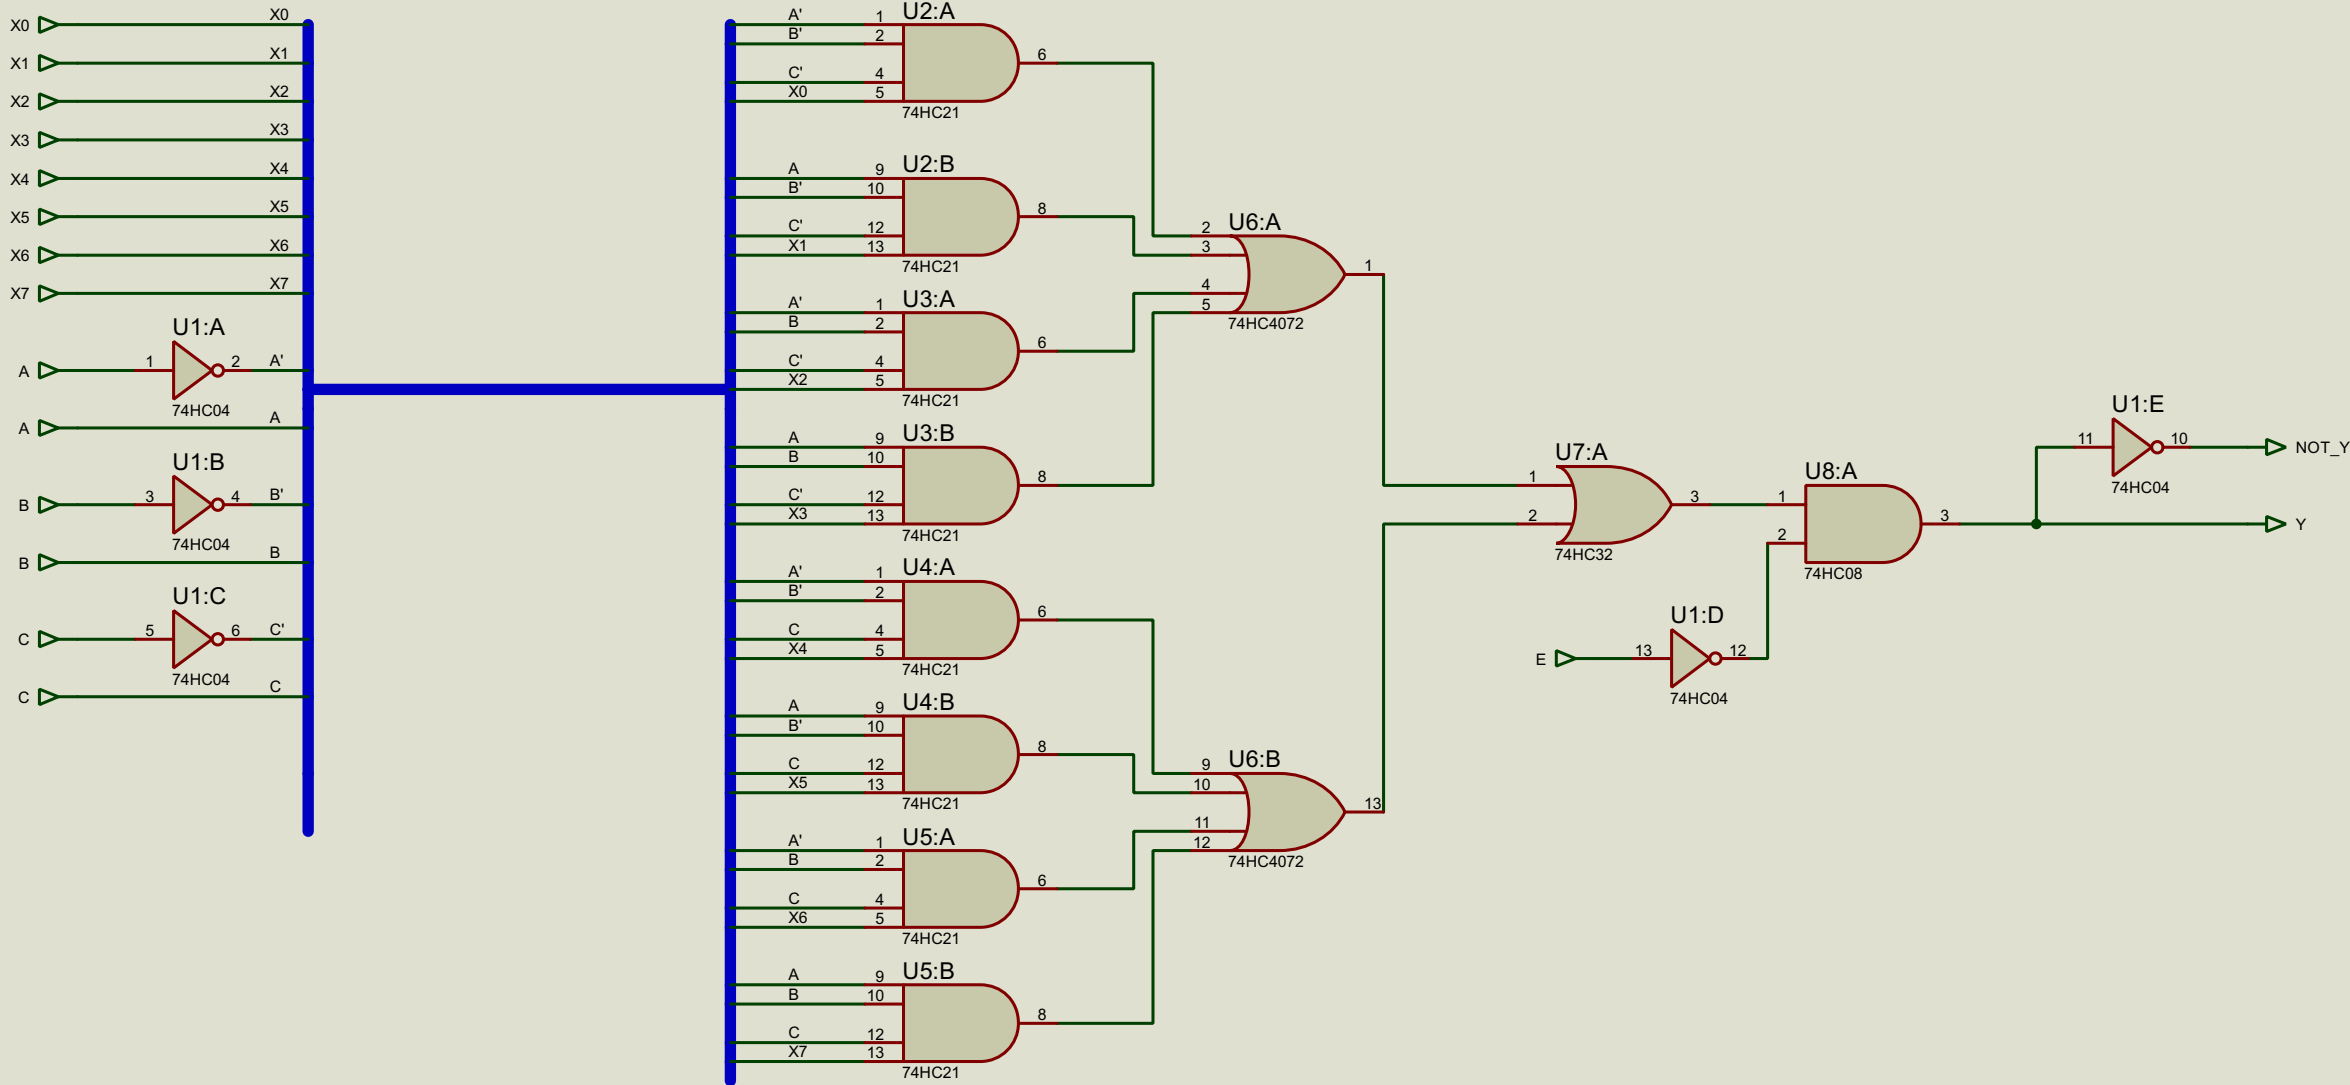 X0 X0
X1 X1
X2 X2
X3 X3
X4 X4
X5 X5
X6 X6
X7 X7
U1:A
A 1 2 A'
74HC04
A A
U1:B
B 3 4 B'
74HC04
B B
U1:C
C 5 6 C'
74HC04
C C
U2:A
A' 1
B' 2
6
C' 4
X0 5
74HC21
U2:B
A 9
B' 10
8
C' 12
X1 13
74HC21
U3:A
A' 1
B 2
6
C' 4
X2 5
74HC21
U3:B
A 9
B 10
8
C' 12
X3 13
74HC21
U4:A
A' 1
B' 2
6
C 4
X4 5
74HC21
U4:B
A 9
B' 10
8
C 12
X5 13
74HC21
U5:A
A' 1
B 2
6
C 4
X6 5
74HC21
U5:B
A 9
B 10
8
C 12
X7 13
74HC21
U6:A
2
3
1
4
5
74HC4072
U6:B
9
10
13
11
12
74HC4072
U7:A
1
3
2
74HC32
U8:A
1
3
2
74HC08
U1:D
E 13 12
74HC04
U1:E
11 10 NOT_Y
74HC04
Y